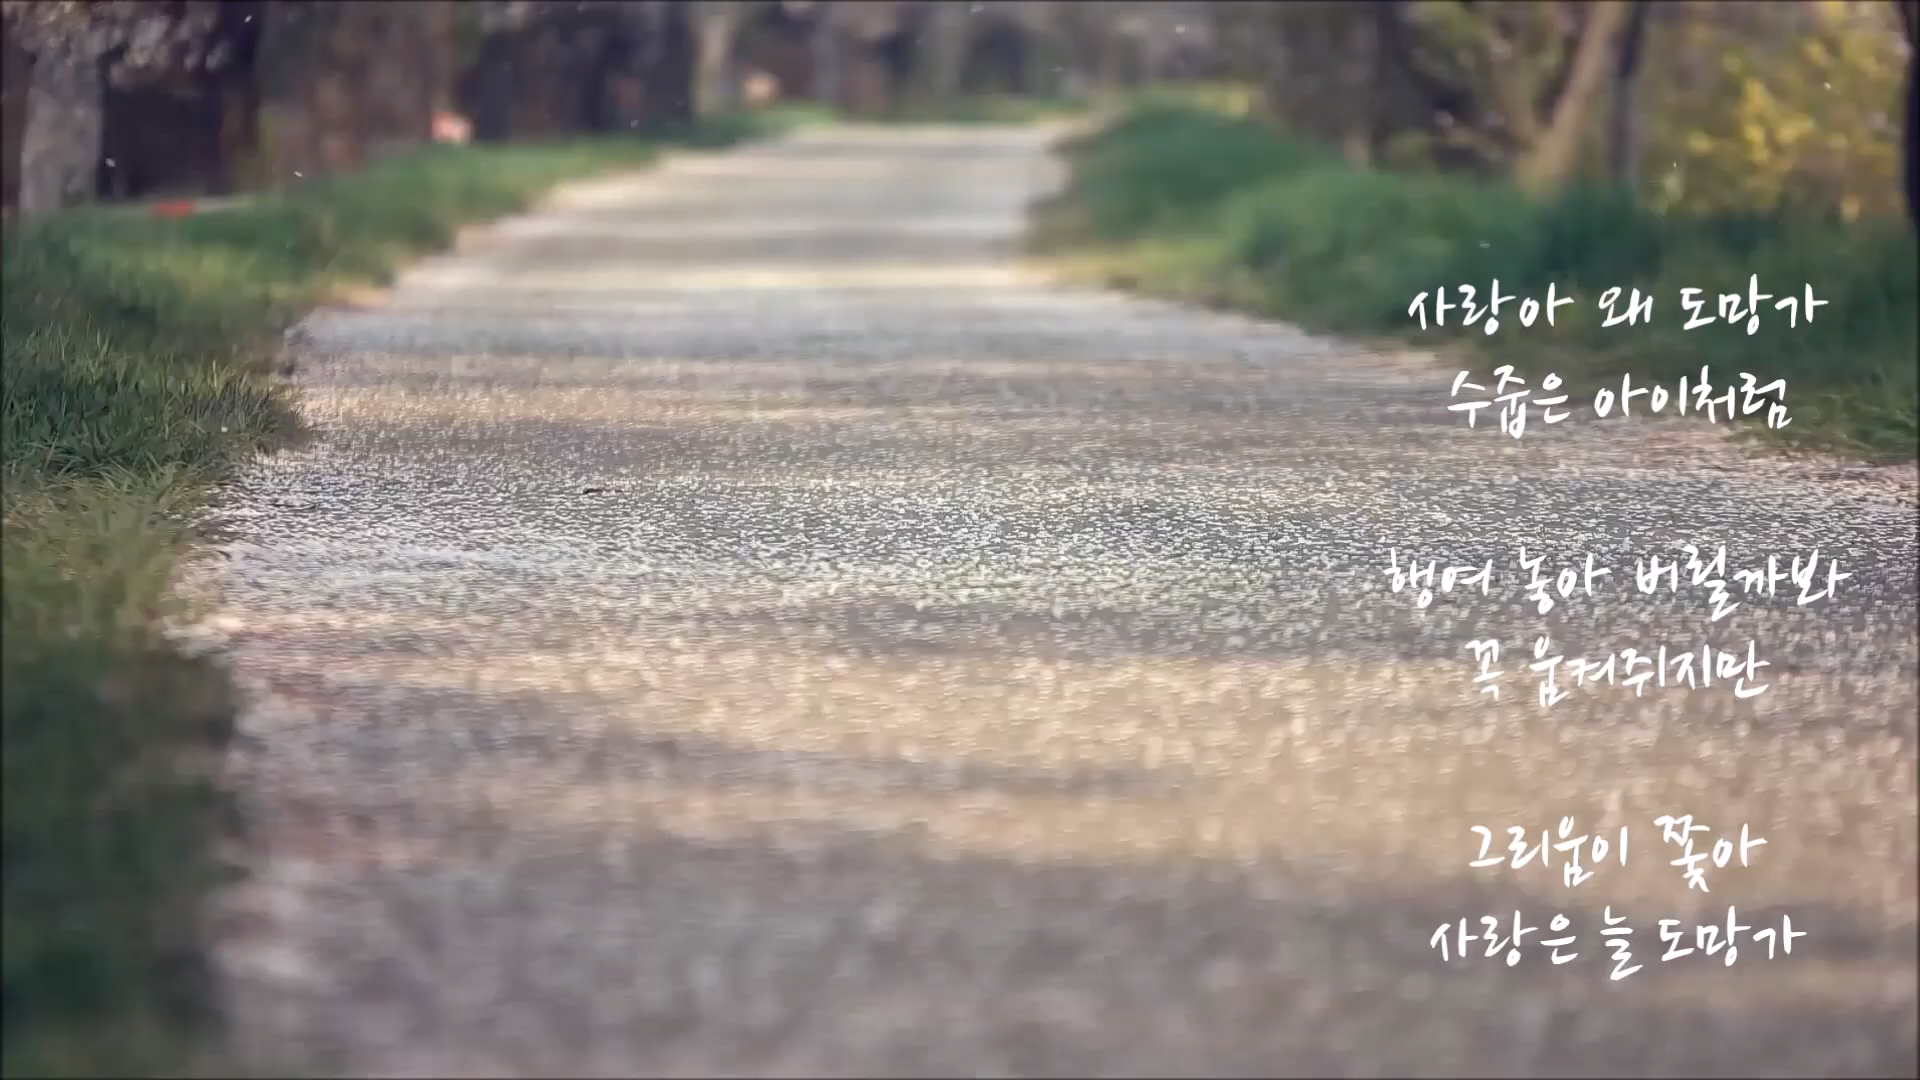 사랑아 왜 도망가
수줍은 아이처럼
행여 놓아 버릴까봐
꼭 움켜쥐지만
그리움이 쫓아
사랑은 늘 도망가